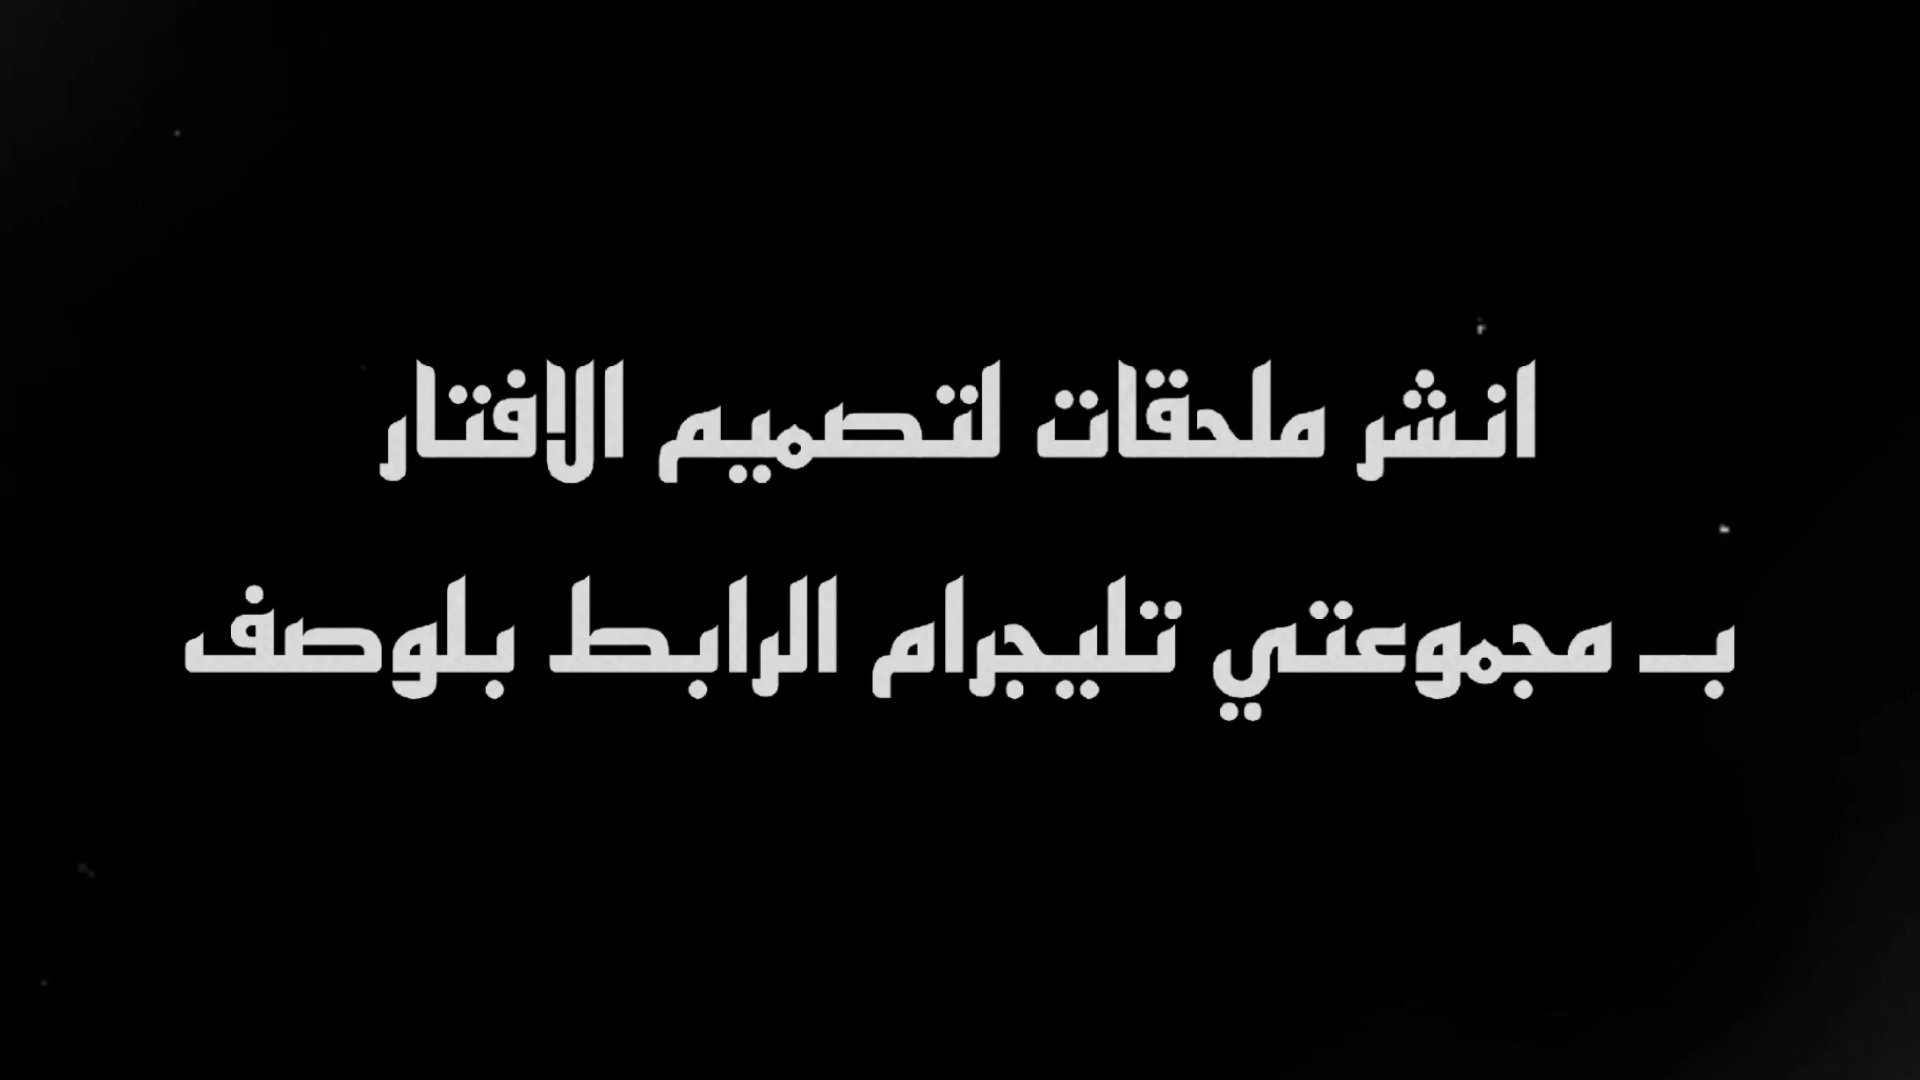 انشر ملحقات لتصميم الافتار
بـ مجموعتي تليجرام الرابط بلوصف